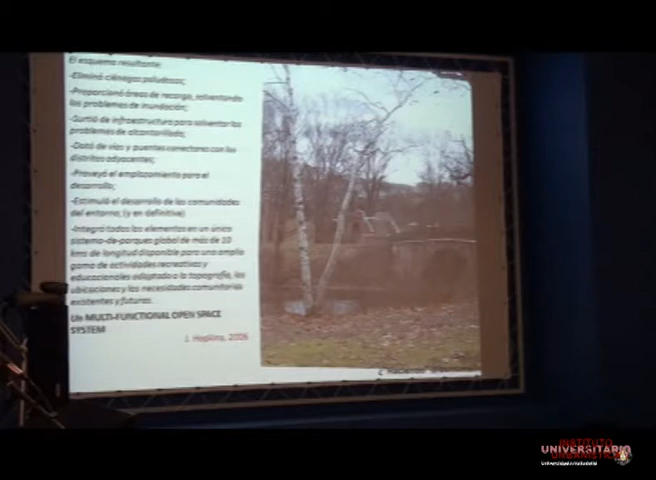 El esquema resultante:
-Eliminó ciénagas palúdicas;
-Proporcionó áreas de recarga, solventando
los problemas de inundación;
-Surtió de infraestructura para solventar los
problemas de alcantarillado;
-Dotó de vías y puentes conectores con los
distritos adyacentes;
-Proveyó el emplazamiento para el
desarrollo;
-Estimuló el desarrollo de las comunidades
del entorno; (y en definitiva)
-Integró todos los elementos en un único
sistema-de-parques global de más de 10
kms de longitud disponible para una amplia
gama de actividades recreativas y
educacionales adaptado a la topografía, las
ubicaciones y las necesidades comunitarias
existentes y futuras.
Un MULTI-FUNCTIONAL OPEN SPACE
SYSTEM
J. Hopkins, 2006
INSTITUTO
UNIVERSITARIO